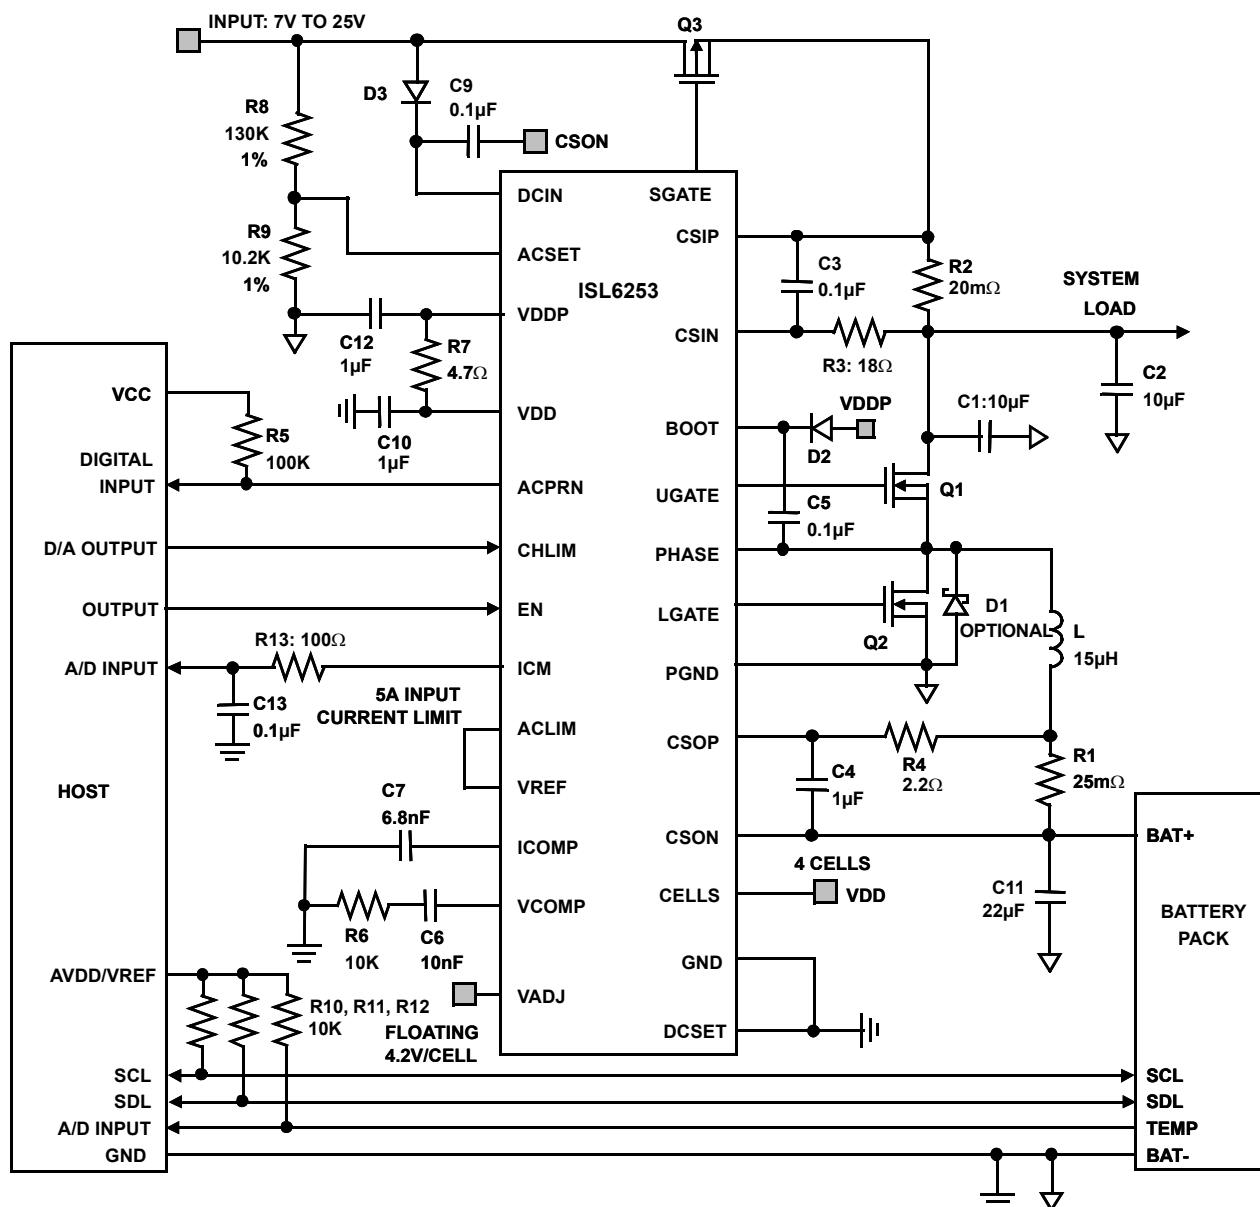 INPUT: 7V TO 25V
Q3
D3
C9
0.1µF
CSON
R8
130K
1%
R9
10.2K
1%
DCIN
SGATE
ACSET
CSIP
ISL6253
C3
0.1µF
R2
20mΩ
SYSTEM
LOAD
VDDP
CSIN
C12
1µF
R7
4.7Ω
R3: 18Ω
C2
10µF
VCC
VDD
C10
1µF
R5
100K
BOOT
VDDP
D2
C1:10µF
DIGITAL
INPUT
ACPRN
UGATE
Q1
C5
0.1µF
D/A OUTPUT
CHLIM
PHASE
OUTPUT
EN
LGATE
Q2
D1
OPTIONAL
L
15µH
R13: 100Ω
A/D INPUT
ICM
PGND
C13
0.1µF
5A INPUT
CURRENT LIMIT
ACLIM
CSOP
R4
2.2Ω
C4
1µF
R1
25mΩ
HOST
VREF
C7
6.8nF
ICOMP
CSON
BAT+
4 CELLS
CELLS
VDD
C11
22µF
BATTERY
PACK
VCOMP
R6
10K
C6
10nF
GND
AVDD/VREF
R10, R11, R12
10K
VADJ
FLOATING
4.2V/CELL
DCSET
SCL
SCL
SDL
SDL
A/D INPUT
TEMP
GND
BAT-